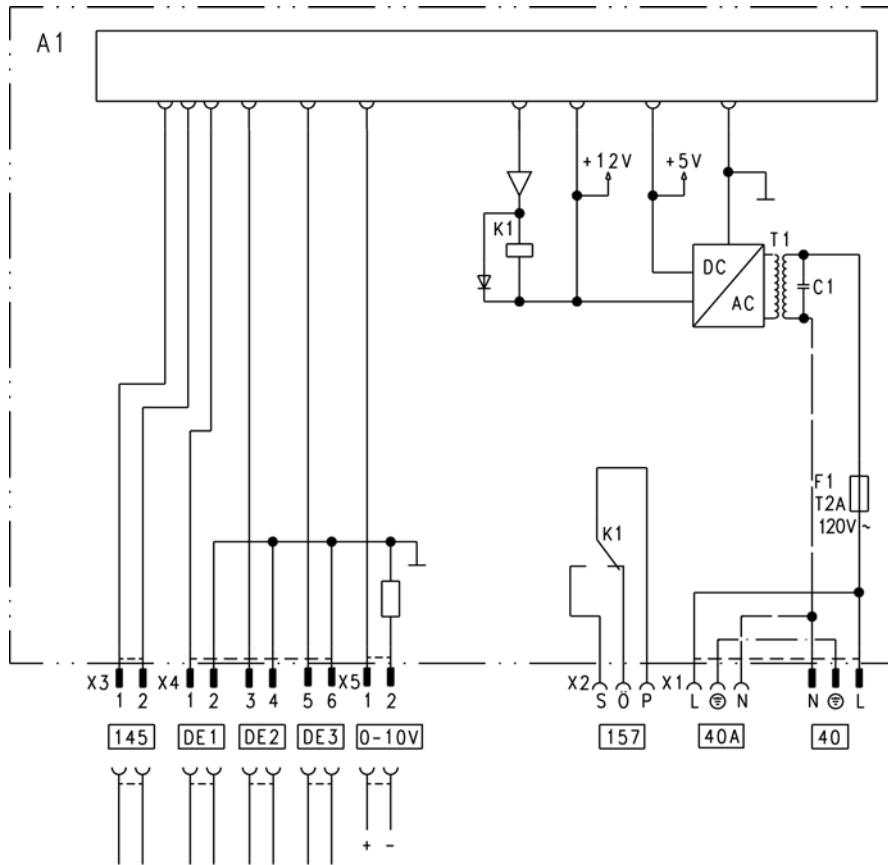 A1
+12V +5V
K1
T1
DC
AC
C1
F1
T2A
120V~
K1
X3 X4 X5 X2 X1
1 2 1 2 3 4 5 6 1 2 S Ö P L N N L
145 DE1 DE2 DE3 0-10V 157 40A 40
+ -